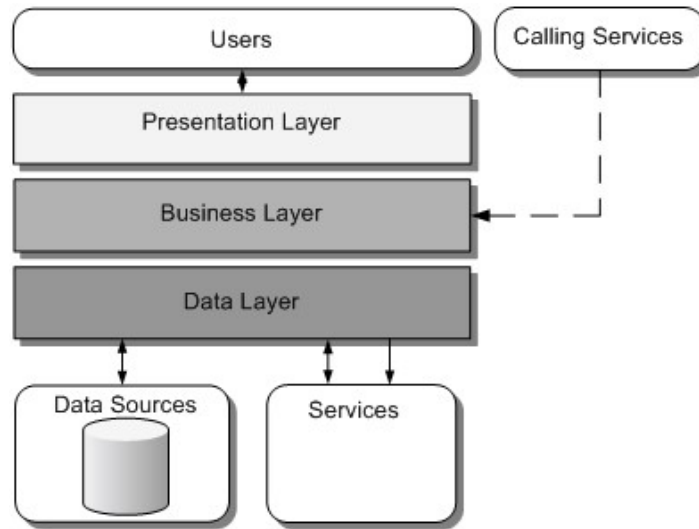 Users
Calling Services
Presentation Layer
Business Layer
Data Layer
Data Sources
Services